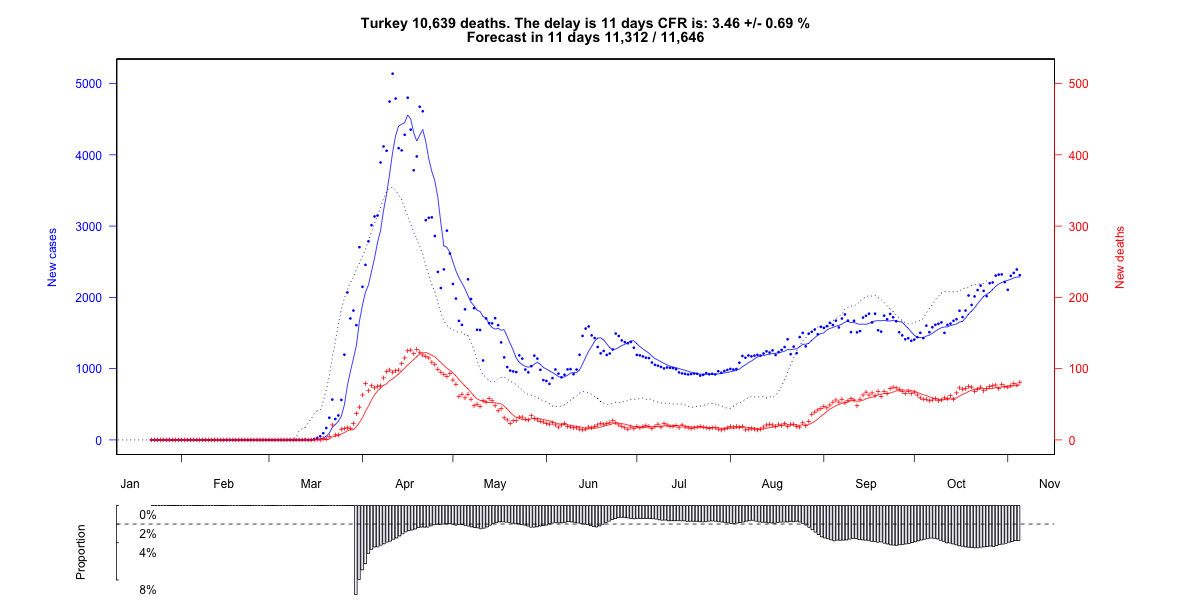 Turkey 10,639 deaths. The delay is 11 days CFR is: 3.46 +/- 0.69 %
Forecast in 11 days 11,312 / 11,646
5000
4000
3000
2000
1000
0
New cases
500
400
300
200
100
0
New deaths
Jan Feb Mar Apr May Jun Jul Aug Sep Oct Nov
Proportion
0%
2%
4%
8%